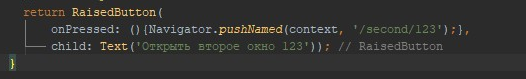 return RaisedButton(
onPressed: (){Navigator.pushNamed(context, '/second/123');},
child: Text('Открыть второе окно 123')); // RaisedButton
}